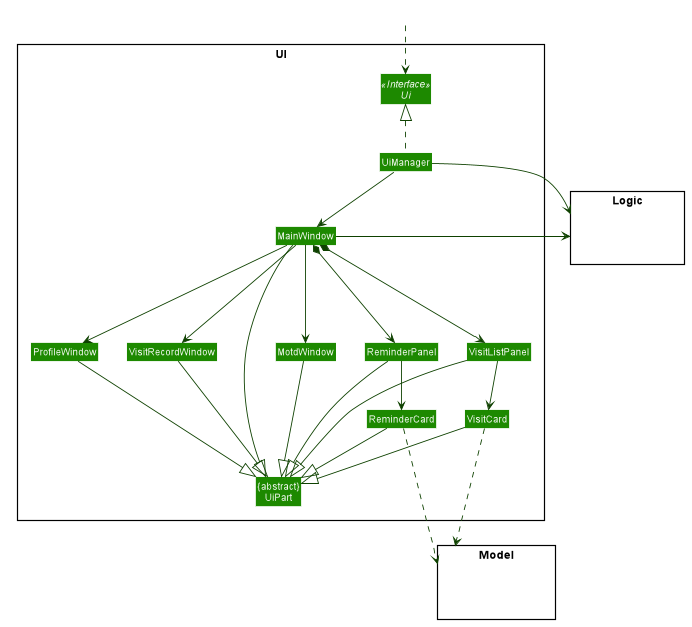 UI
«Interface»
Ui
UiManager
Logic
MainWindow
ProfileWindow
VisitRecordWindow
MotdWindow
ReminderPanel
VisitListPanel
ReminderCard
VisitCard
{abstract}
UiPart
Model